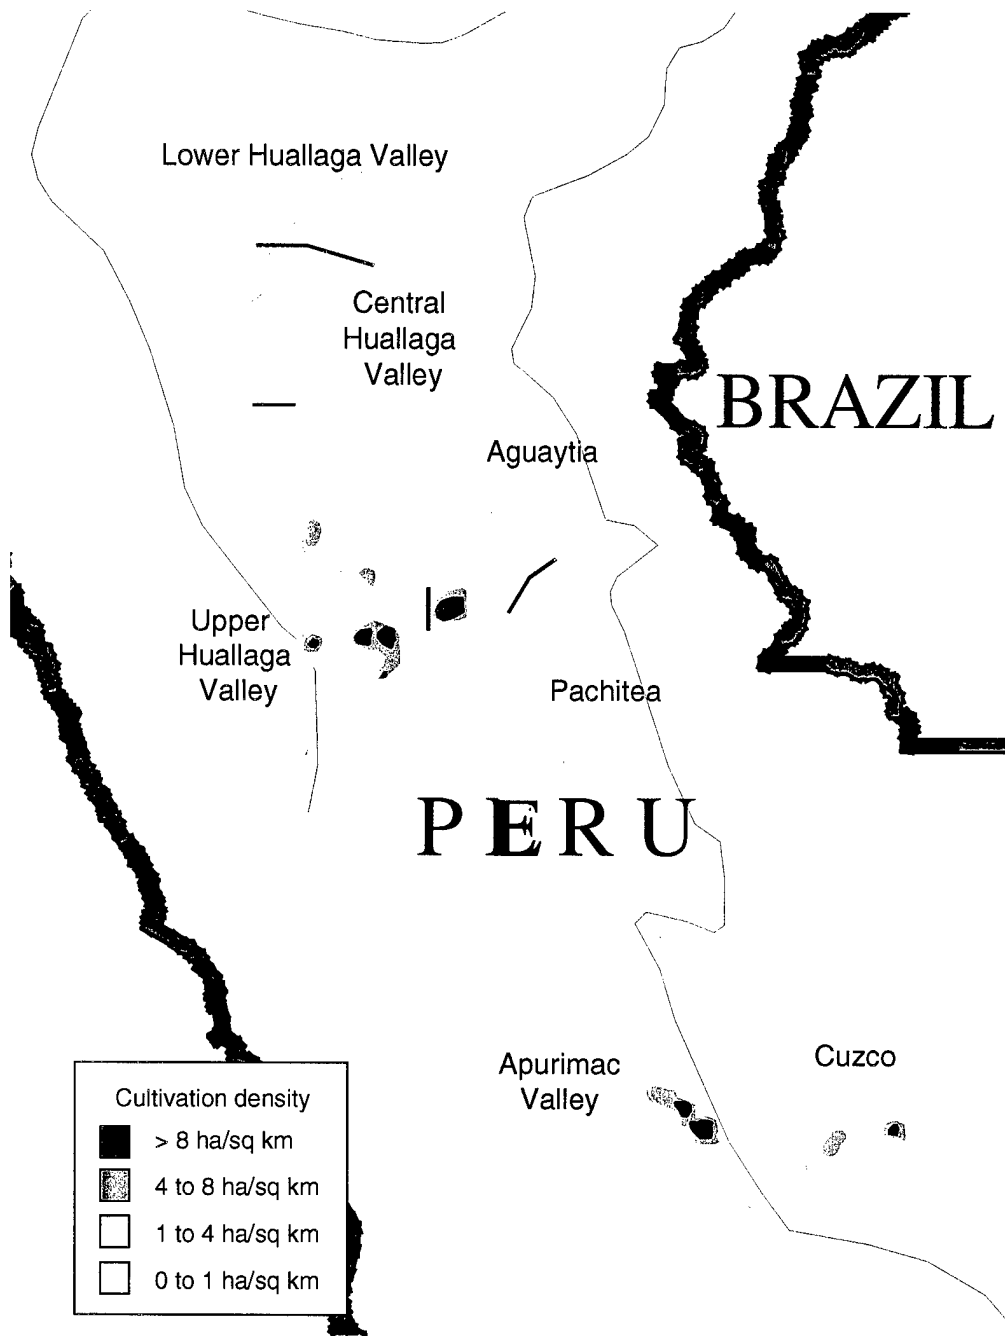 Lower Huallaga Valley
Central
Huallaga
Valley
BRAZIL
Aguaytia
Upper
Huallaga
Valley
Pachitea
PERU
Apurimac
Valley
Cuzco
Cultivation density
> 8 ha/sq km
4 to 8 ha/sq km
1 to 4 ha/sq km
0 to 1 ha/sq km